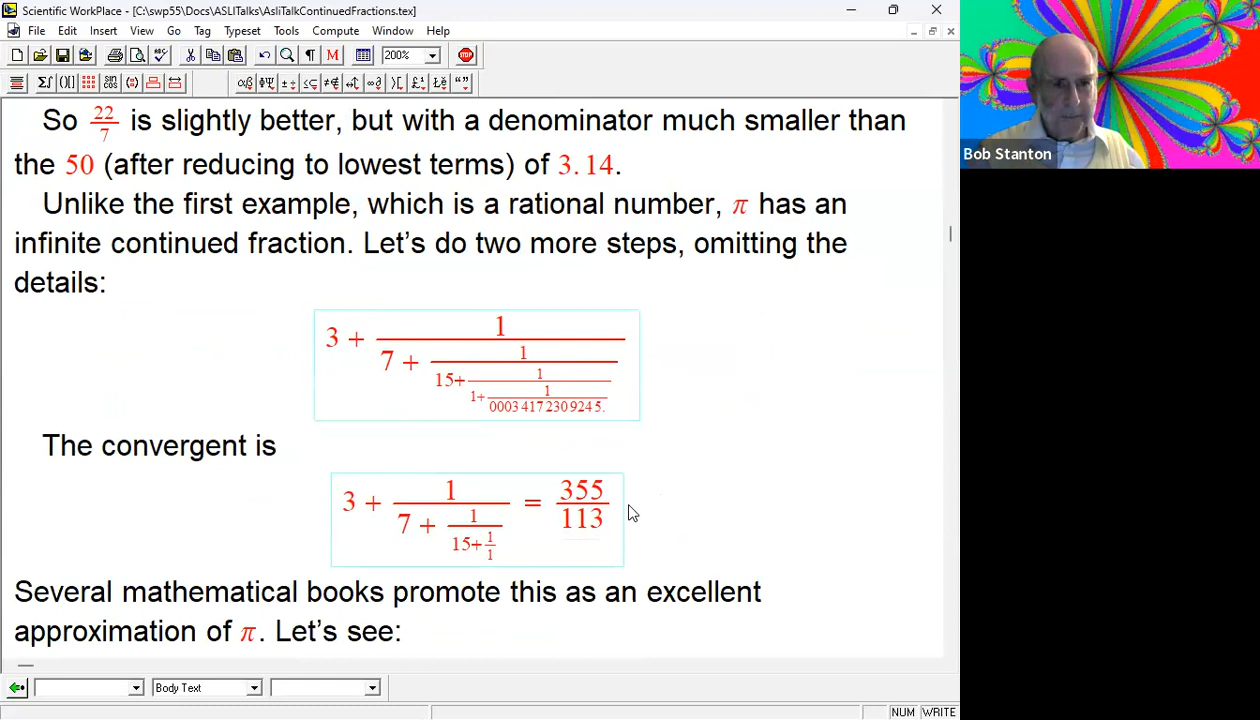 Scientific WorkPlace - [C:\swp55\Docs\ASLITalks\AsliTalkContinuedFractions.tex]
File Edit Insert View Go Tag Typeset Tools Compute Window Help
200%
STOP
So 22/7 is slightly better, but with a denominator much smaller than
the 50 (after reducing to lowest terms) of 3.14.
Unlike the first example, which is a rational number, π has an
infinite continued fraction. Let's do two more steps, omitting the
details:
3 + 1
7 + 1
15+ 1
1+ 1
00034172309245.
The convergent is
3 + 1/(7 + 1/(15+1/1)) = 355/113
Several mathematical books promote this as an excellent
approximation of π. Let's see:
Body Text
NUM WRITE
Bob Stanton